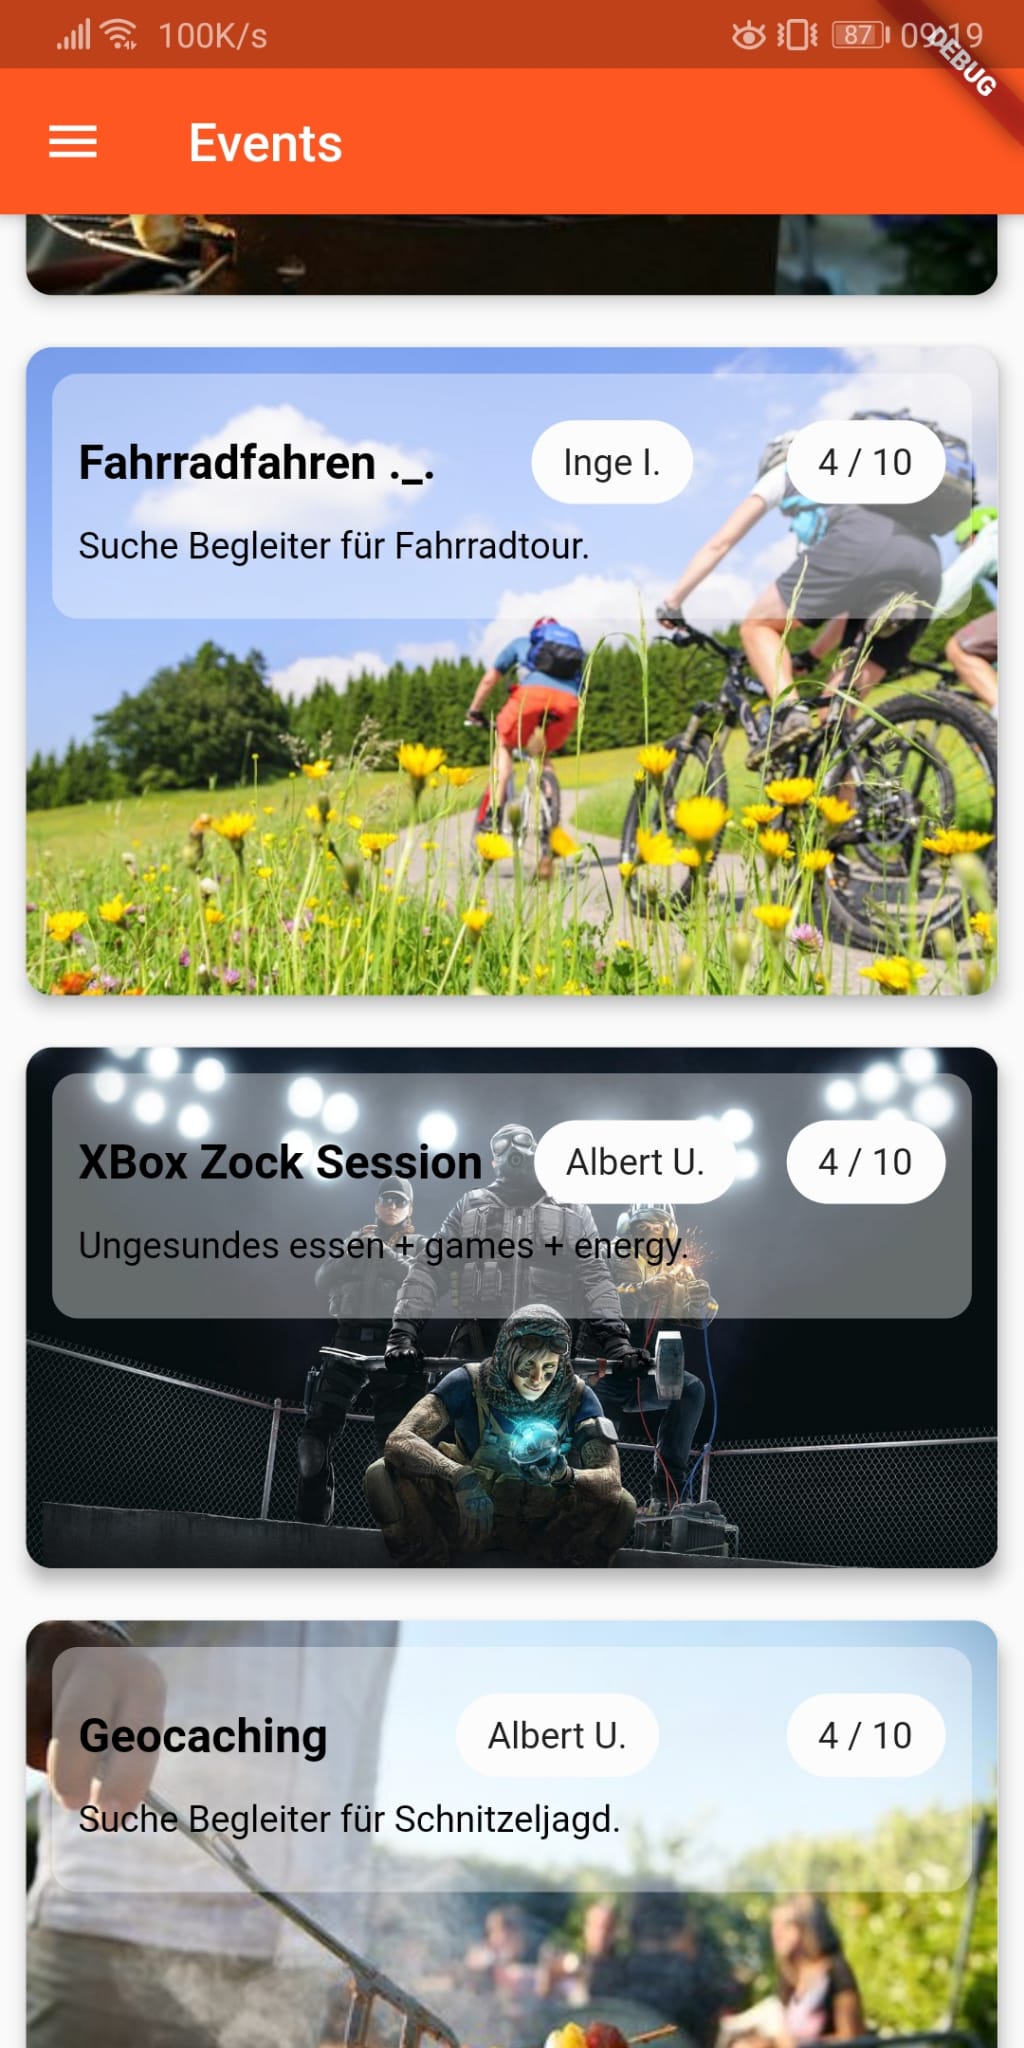 100K/s
87
09:19
DEBUG
Events
Fahrradfahren ._.
Inge I.
4 / 10
Suche Begleiter für Fahrradtour.
XBox Zock Session
Albert U.
4 / 10
Ungesundes essen + games + energy.
Geocaching
Albert U.
4 / 10
Suche Begleiter für Schnitzeljagd.